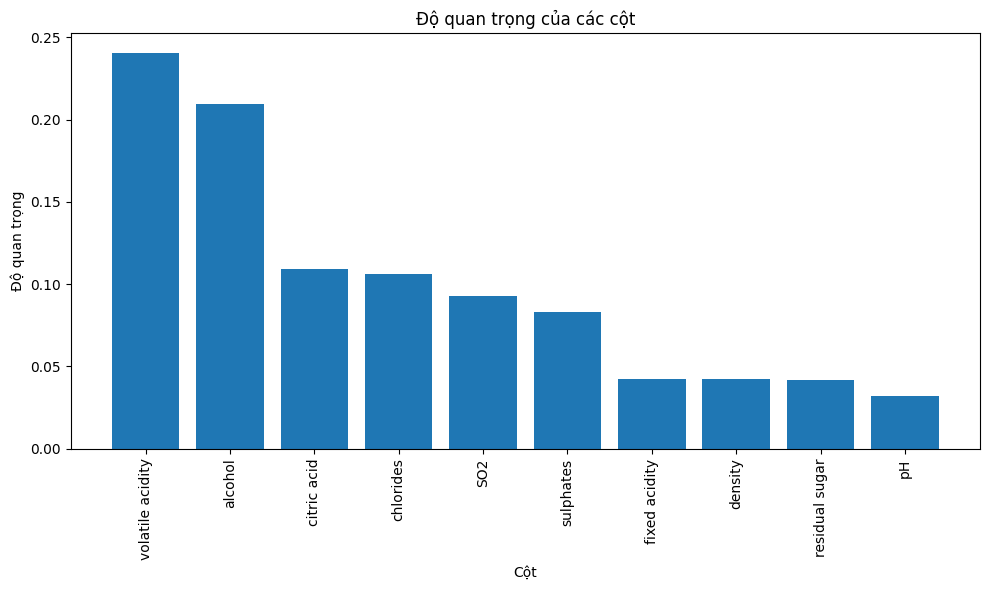 Độ quan trọng của các cột
Độ quan trọng
0.25
0.20
0.15
0.10
0.05
0.00
volatile acidity
alcohol
citric acid
chlorides
SO2
sulphates
fixed acidity
density
residual sugar
pH
Cột